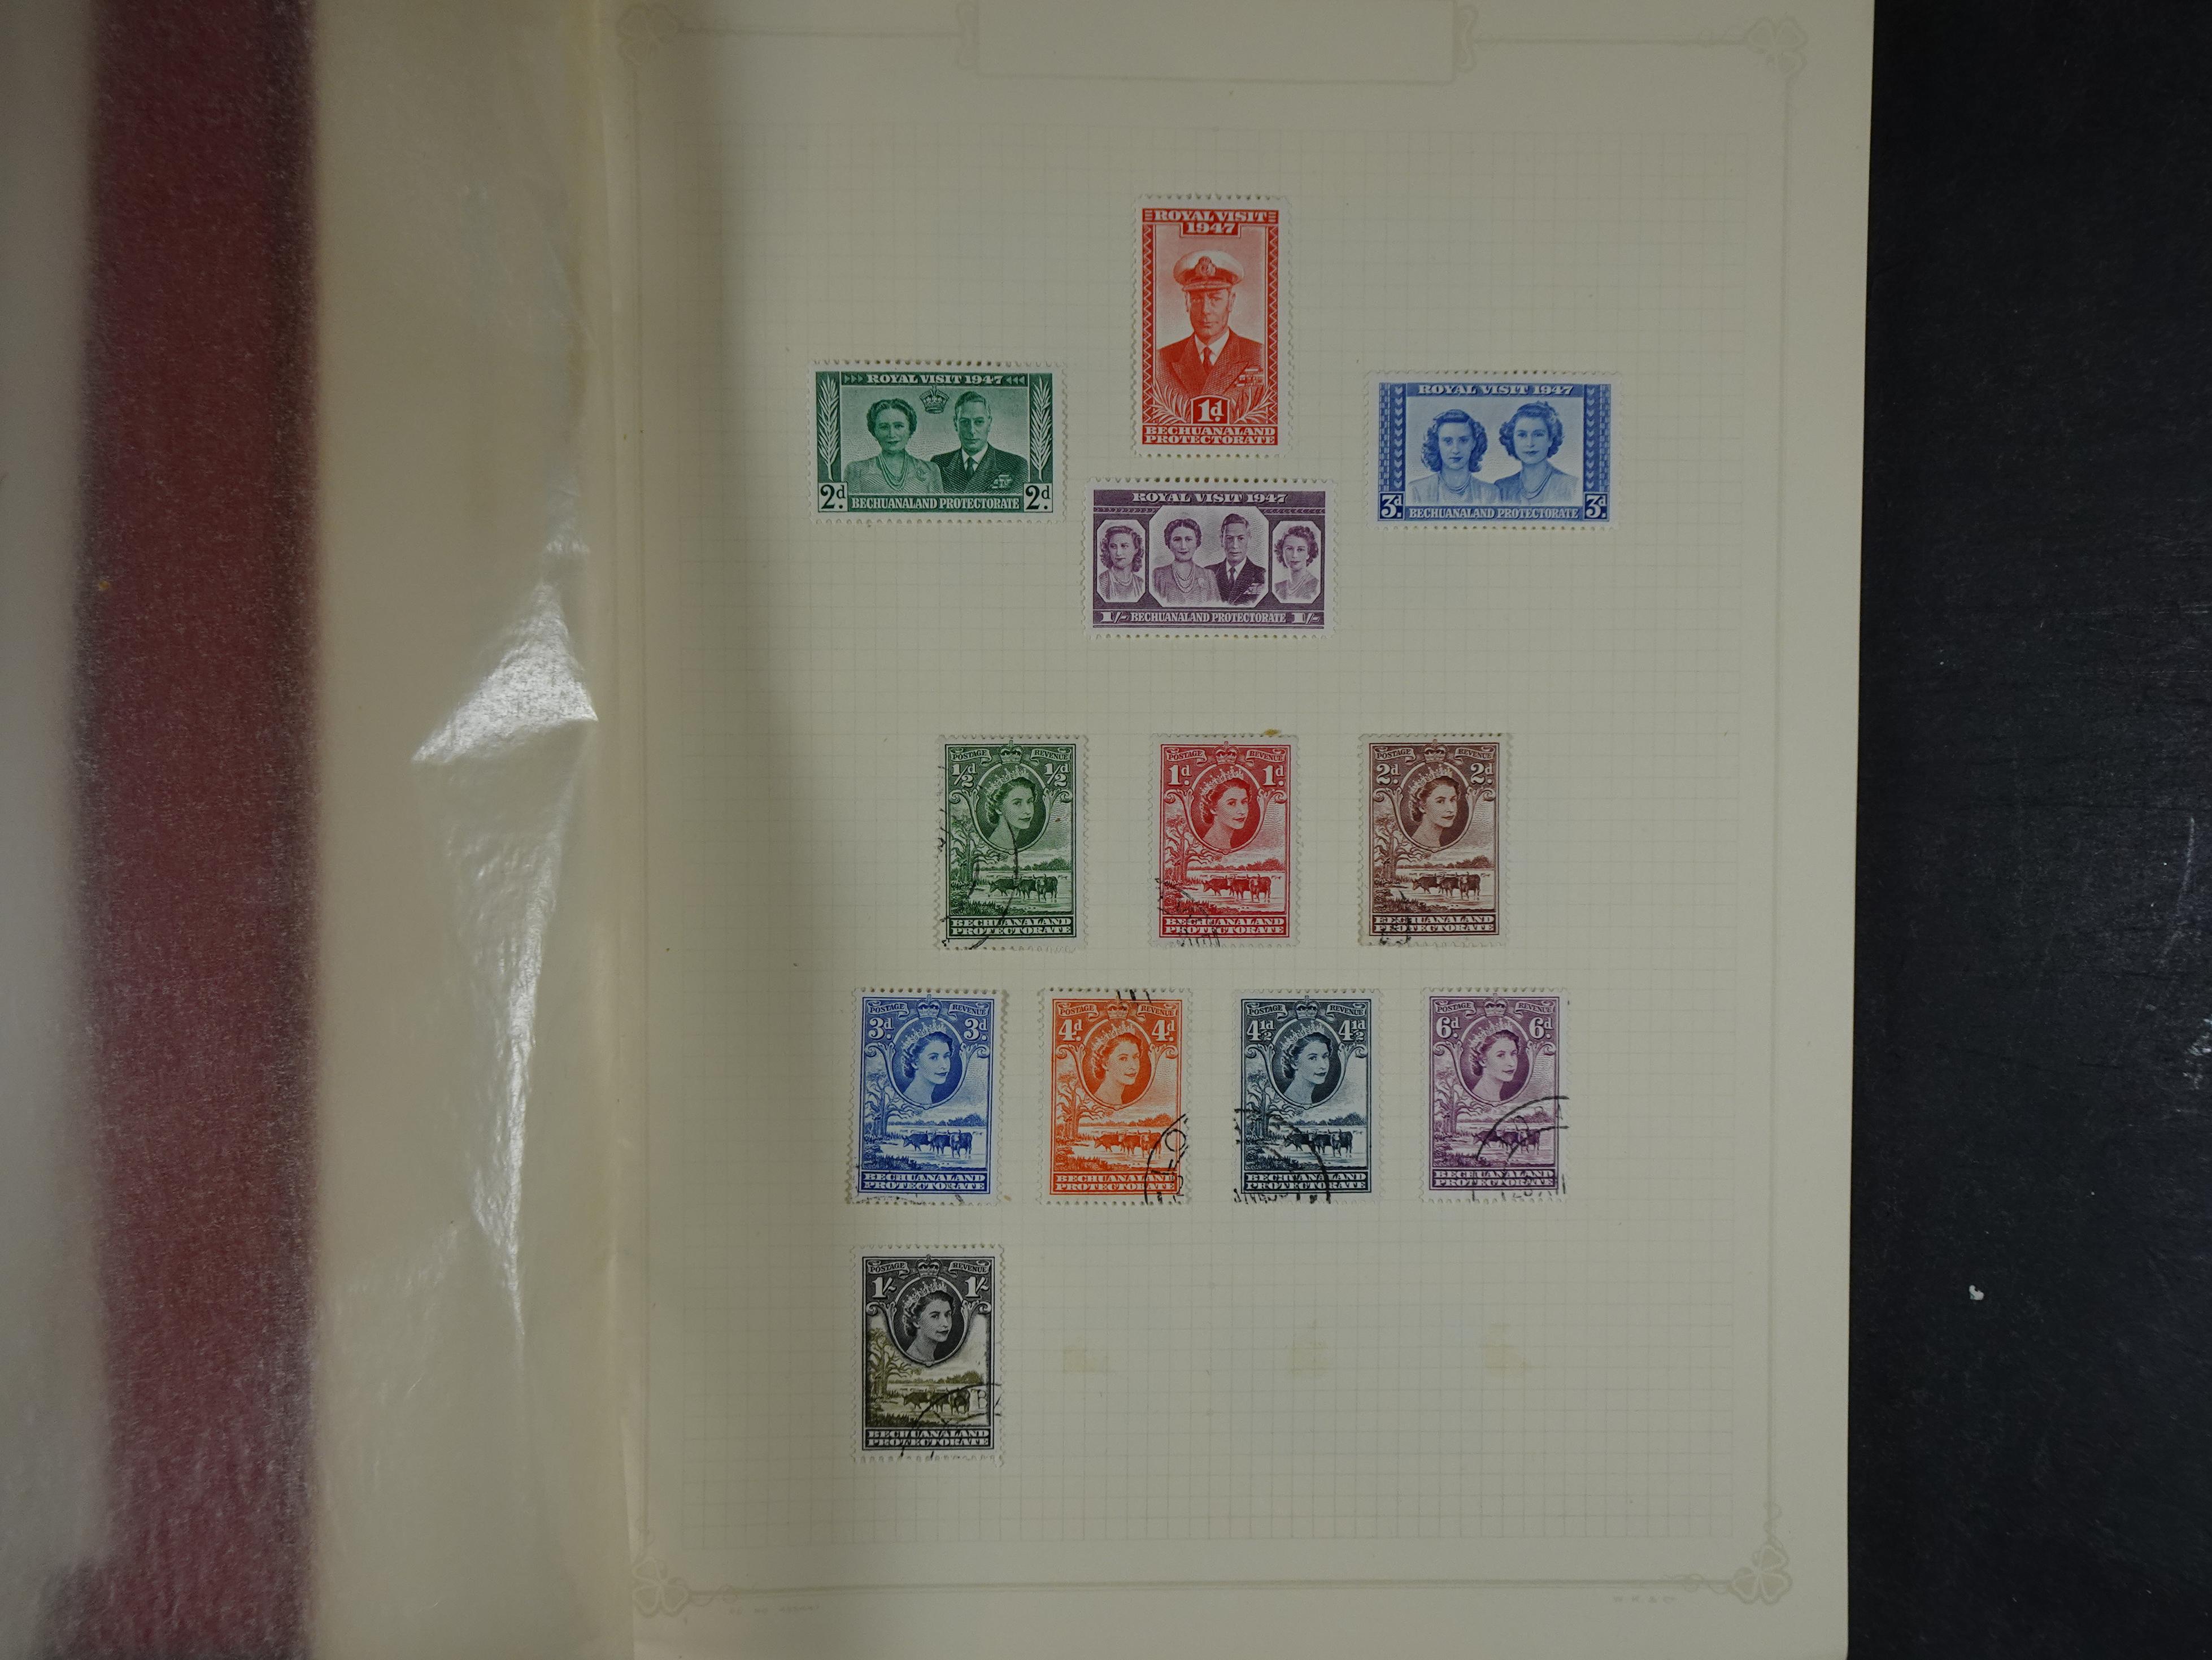 ROYAL VISIT
1947
1d
BECHUANALAND
PROTECTORATE
ROYAL VISIT 1947
2d. BECHUANALAND PROTECTORATE 2d.
ROYAL VISIT 1947
3d. BECHUANALAND PROTECTORATE 3d.
ROYAL VISIT 1947
1/- BECHUANALAND PROTECTORATE 1/-
POSTAGE REVENUE
1/2d 1/2d
BECHUANALAND
PROTECTORATE
POSTAGE REVENUE
1d. 1d.
BECHUANALAND
PROTECTORATE
POSTAGE REVENUE
2d. 2d.
BECHUANALAND
PROTECTORATE
POSTAGE REVENUE
3d. 3d.
BECHUANALAND
PROTECTORATE
POSTAGE REVENUE
4d. 4d.
BECHUANALAND
PROTECTORATE
POSTAGE REVENUE
4 1/2d 4 1/2d
BECHUANALAND
PROTECTORATE
POSTAGE REVENUE
6d. 6d.
BECHUANALAND
PROTECTORATE
POSTAGE REVENUE
1/- 1/-
BECHUANALAND
PROTECTORATE